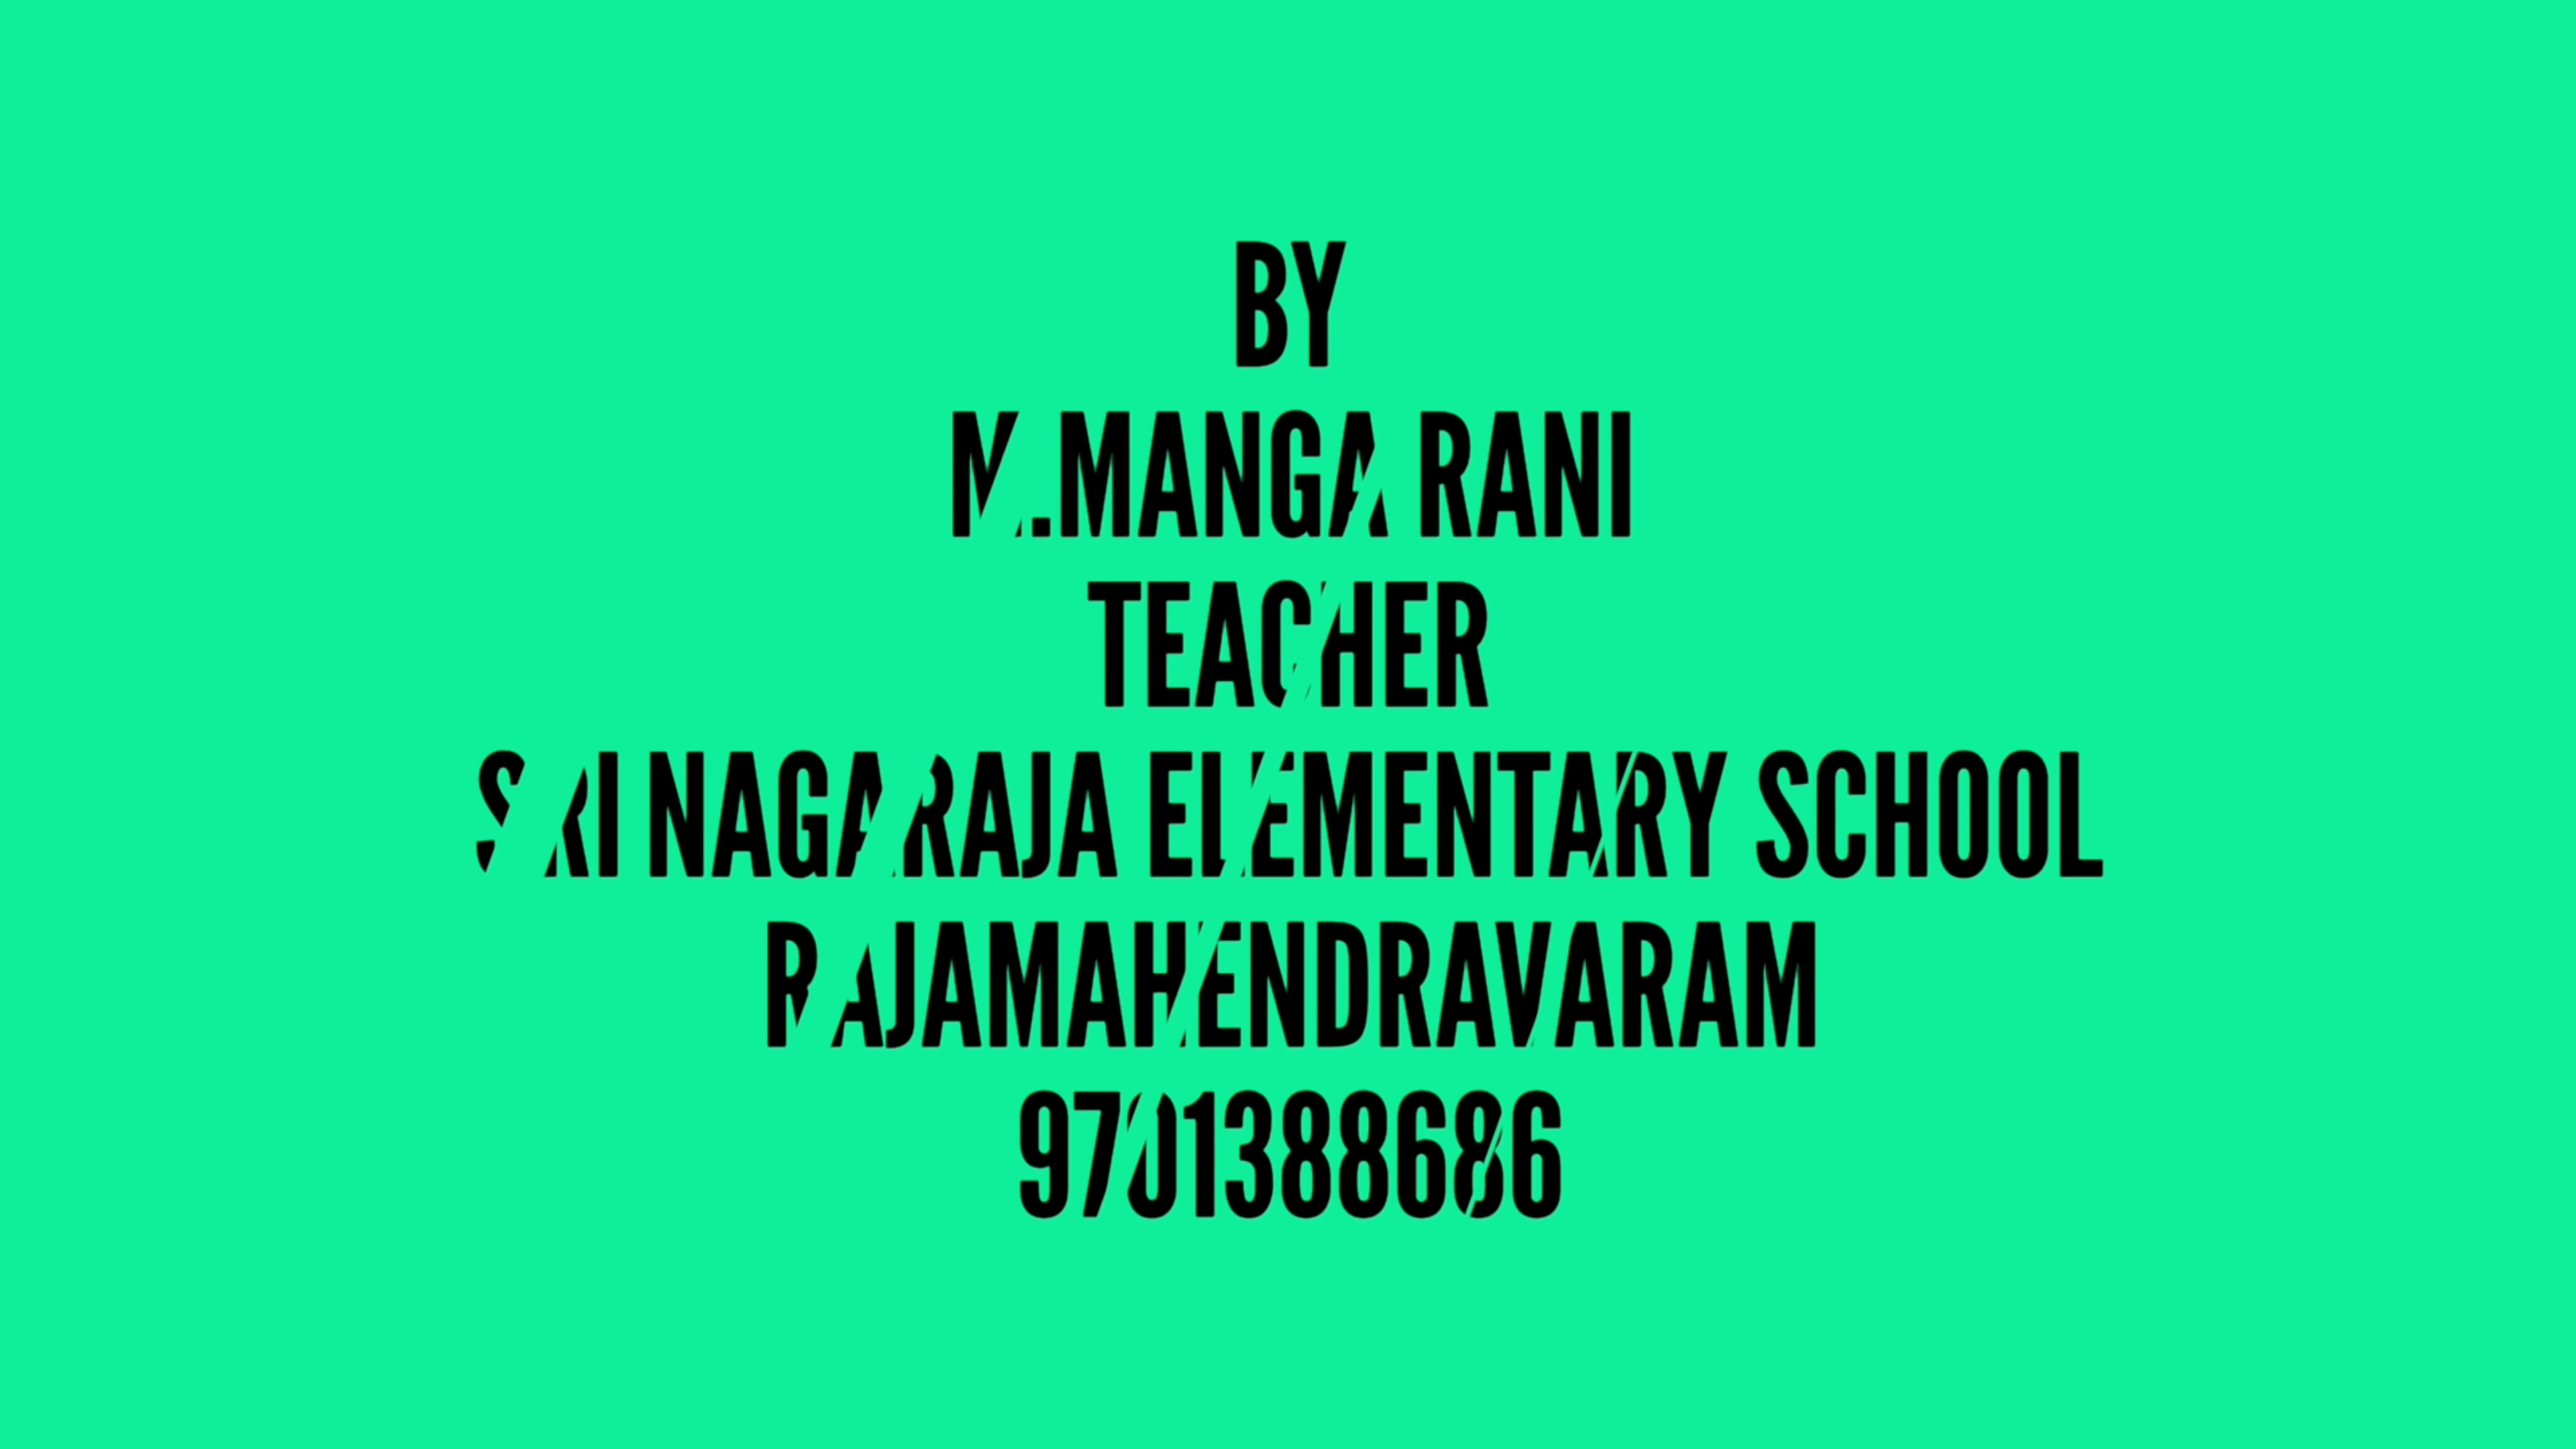 BY
M.MANGA RANI
TEACHER
SRI NAGARAJA ELEMENTARY SCHOOL
RAJAMAHENDRAVARAM
9701388686